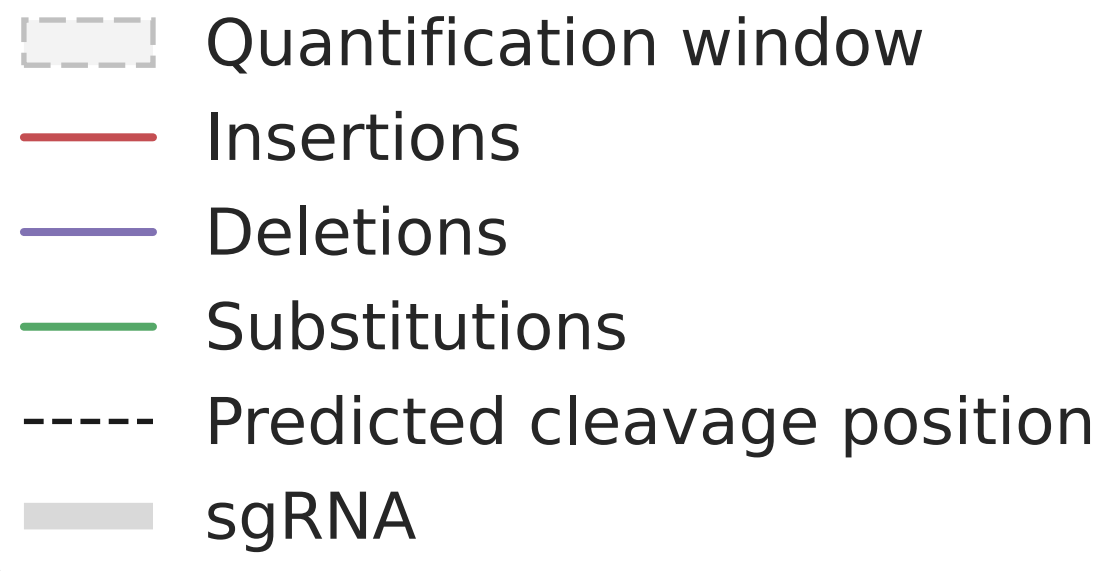 Quantification window
Insertions
Deletions
Substitutions
Predicted cleavage position
sgRNA